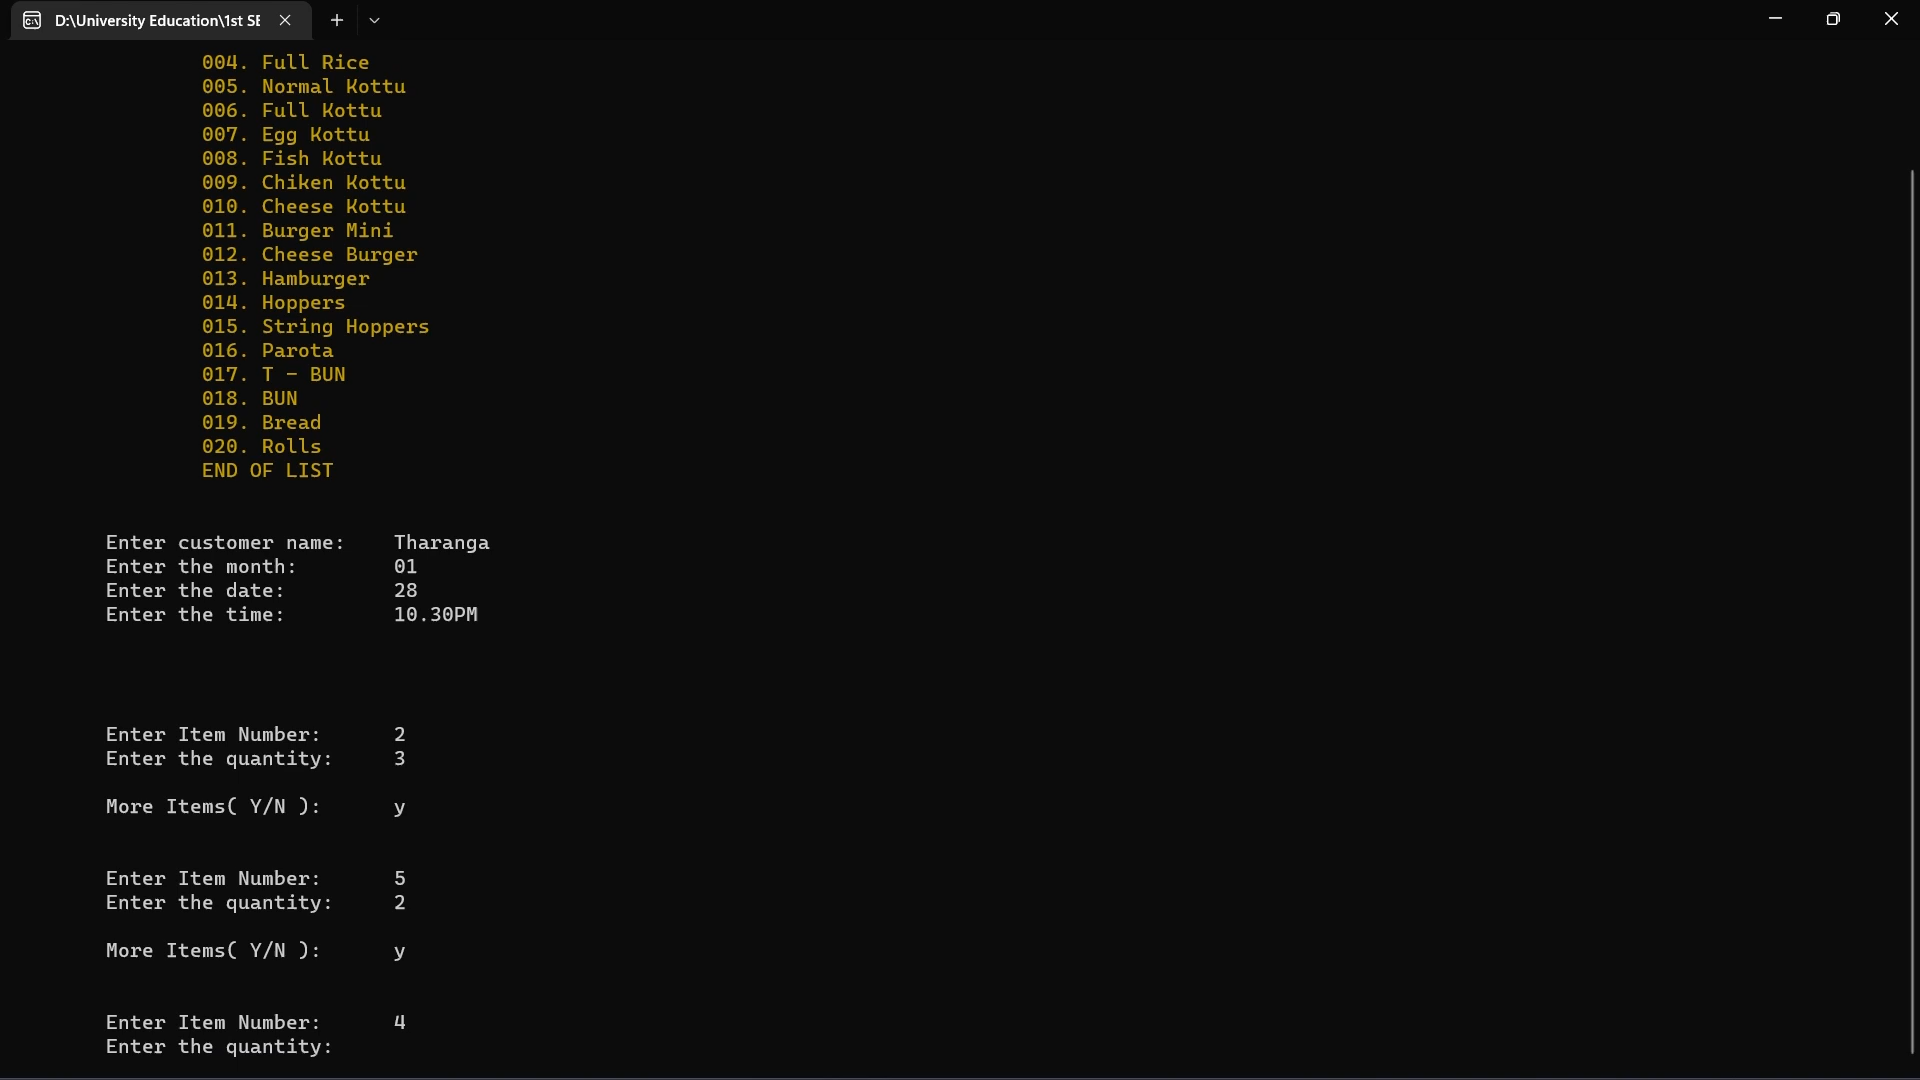 D:\University Education\1st SE
004. Full Rice
005. Normal Kottu
006. Full Kottu
007. Egg Kottu
008. Fish Kottu
009. Chiken Kottu
010. Cheese Kottu
011. Burger Mini
012. Cheese Burger
013. Hamburger
014. Hoppers
015. String Hoppers
016. Parota
017. T - BUN
018. BUN
019. Bread
020. Rolls
END OF LIST
Enter customer name: Tharanga
Enter the month: 01
Enter the date: 28
Enter the time: 10.30PM
Enter Item Number: 2
Enter the quantity: 3
More Items( Y/N ): y
Enter Item Number: 5
Enter the quantity: 2
More Items( Y/N ): y
Enter Item Number: 4
Enter the quantity: